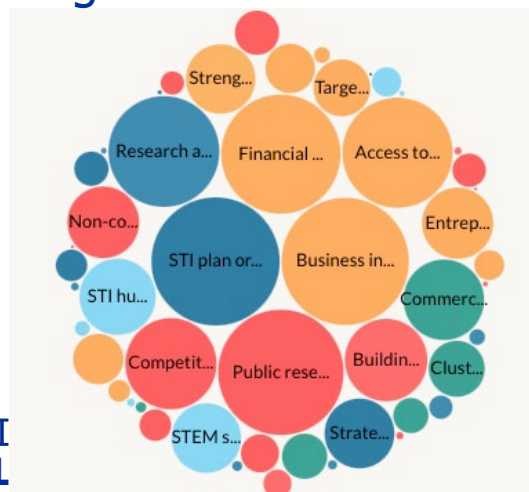 Streng...
Targe...
Research a...
Financial ...
Access to...
Non-co...
Entrep...
STI plan or...
Business in...
STI hu...
Commerc...
Competit...
Public rese...
Buildin...
Clust...
STEM s...
Strate...